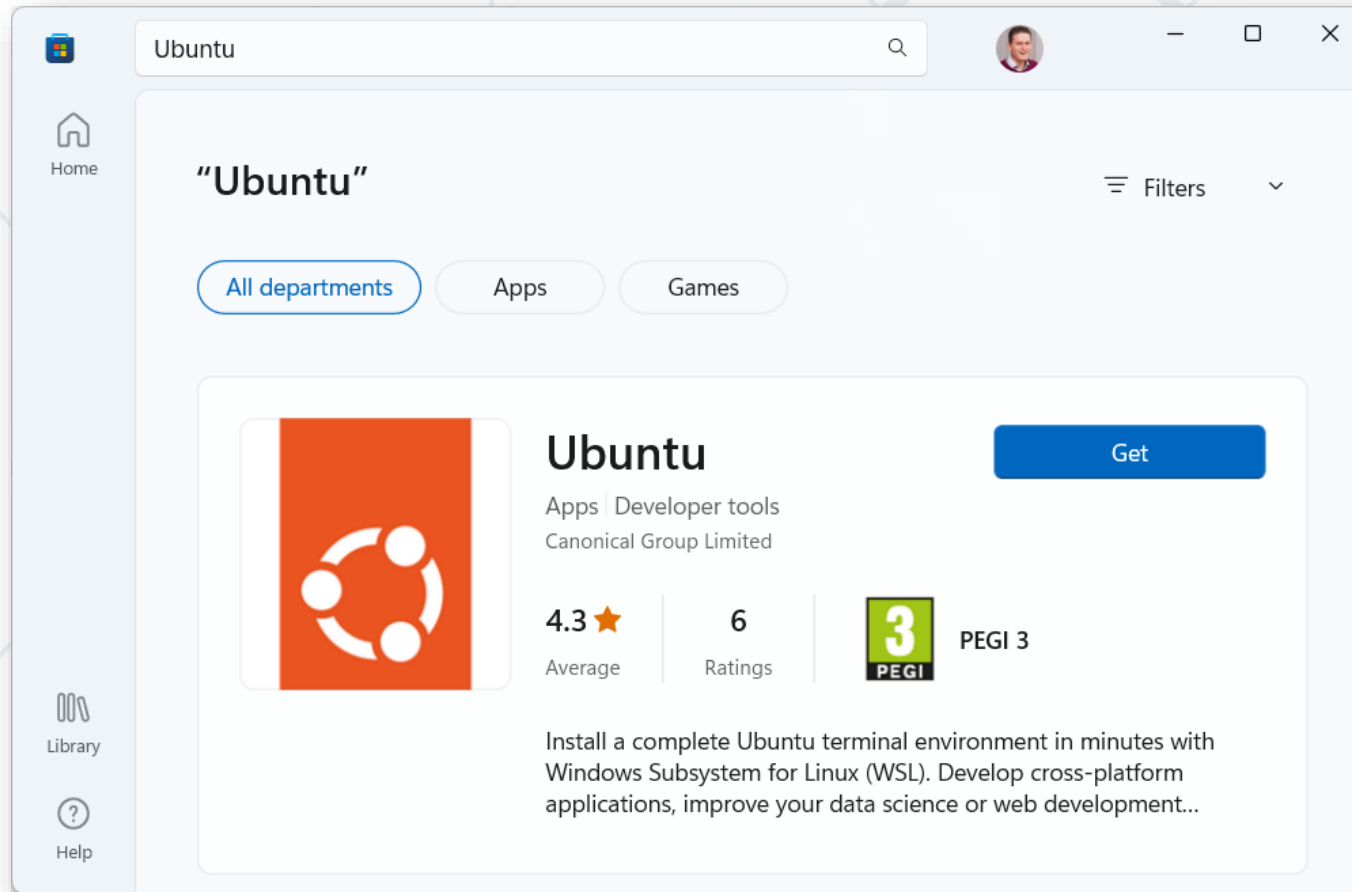 Ubuntu
Home
“Ubuntu”
Filters
All departments
Apps
Games
Ubuntu
Get
Apps Developer tools
Canonical Group Limited
4.3
6
3
PEGI
PEGI 3
Average
Ratings
Install a complete Ubuntu terminal environment in minutes with
Windows Subsystem for Linux (WSL). Develop cross-platform
applications, improve your data science or web development...
Library
?
Help